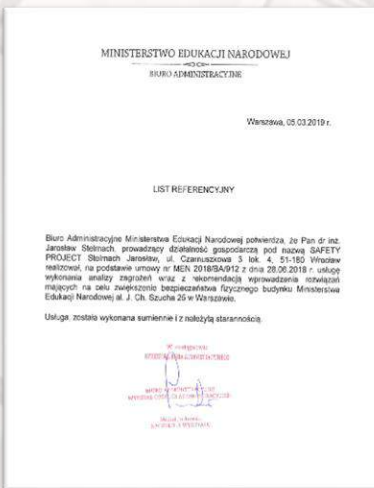 MINISTERSTWO EDUKACJI NARODOWEJ
BIURO ADMINISTRACYJNE
Warszawa, 05.03.2019 r.
LIST REFERENCYJNY
Biuro Administracyjne Ministerstwa Edukacji Narodowej potwierdza, że Pan dr inż.
Jarosław Stelmach, prowadzący działalność gospodarczą pod nazwą SAFETY
PROJECT Stelmach Jarosław, ul. Czarnuszkowa 3 lok. 4, 51-180 Wrocław
realizował, na podstawie umowy nr MEN 2018/BA/912 z dnia 28.06.2018 r. usługę
wykonania analizy zagrożeń wraz z rekomendacją wprowadzenia rozwiązań
mających na celu zwiększenie bezpieczeństwa fizycznego budynku Ministerstwa
Edukacji Narodowej al. J. Ch. Szucha 25 w Warszawie.
Usługa, została wykonana sumiennie i z należytą starannością.